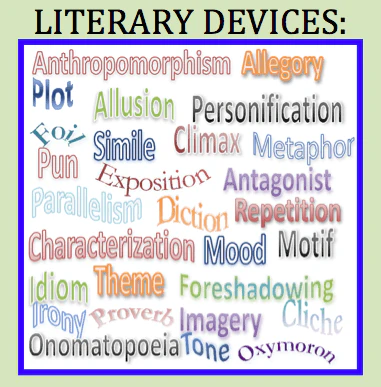 LITERARY DEVICES:
Anthropomorphism Allegory
Plot Allusion Personification
Foil Simile Climax Metaphor
Pun Exposition Antagonist
Parallelism Diction Repetition
Characterization Mood Motif
Idiom Theme Foreshadowing
Irony Proverb Imagery Cliche
Onomatopoeia Tone Oxymoron